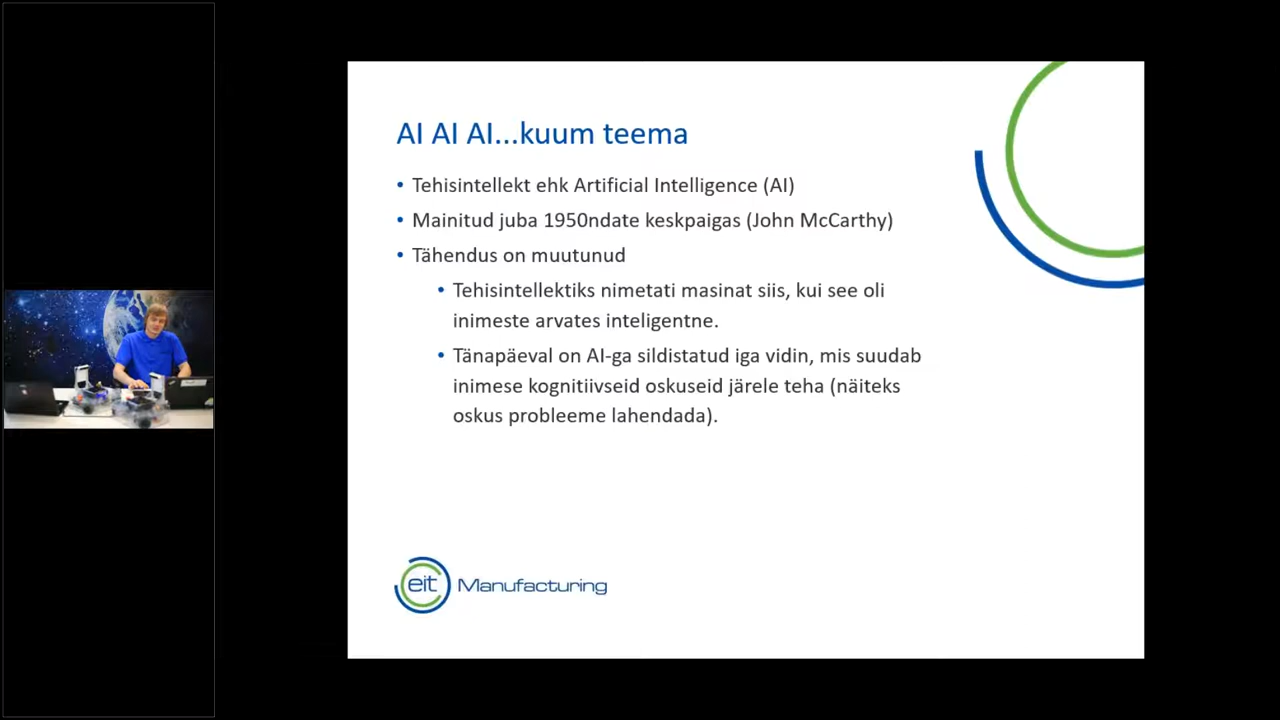 AI AI AI...kuum teema
• Tehisintellekt ehk Artificial Intelligence (AI)
• Mainitud juba 1950ndate keskpaigas (John McCarthy)
• Tähendus on muutunud
• Tehisintellektiks nimetati masinat siis, kui see oli
inimeste arvates inteligentne.
• Tänapäeval on AI-ga sildistatud iga vidin, mis suudab
inimese kognitiivseid oskuseid järele teha (näiteks
oskus probleeme lahendada).
eit Manufacturing